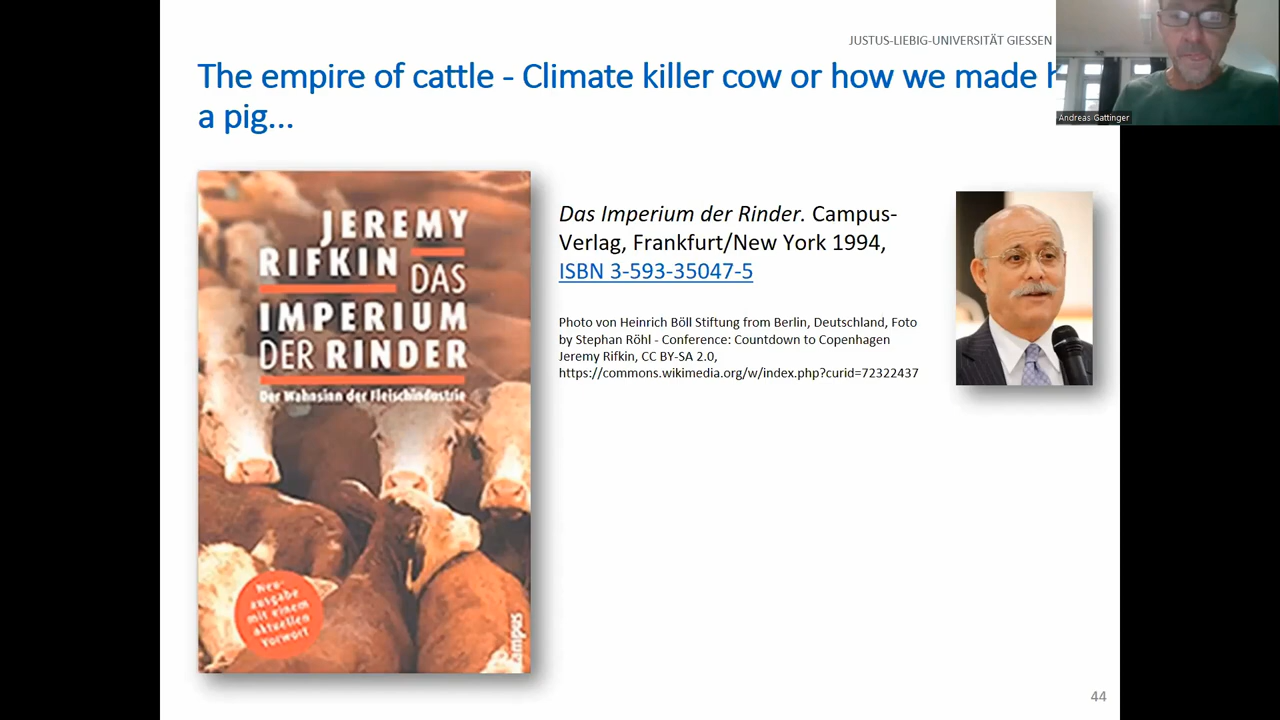 JUSTUS-LIEBIG-UNIVERSITÄT GIESSEN
The empire of cattle - Climate killer cow or how we made
a pig...
Andreas Gattinger
JEREMY
RIFKIN DAS
IMPERIUM
DER RINDER
Der Wahnsinn der Fleischindustrie
Neu-
ausgabe
mit einem
aktuellen
Vorwort
campus
Das Imperium der Rinder. Campus-
Verlag, Frankfurt/New York 1994,
ISBN 3-593-35047-5
Photo von Heinrich Böll Stiftung from Berlin, Deutschland, Foto
by Stephan Röhl - Conference: Countdown to Copenhagen
Jeremy Rifkin, CC BY-SA 2.0,
https://commons.wikimedia.org/w/index.php?curid=72322437
44